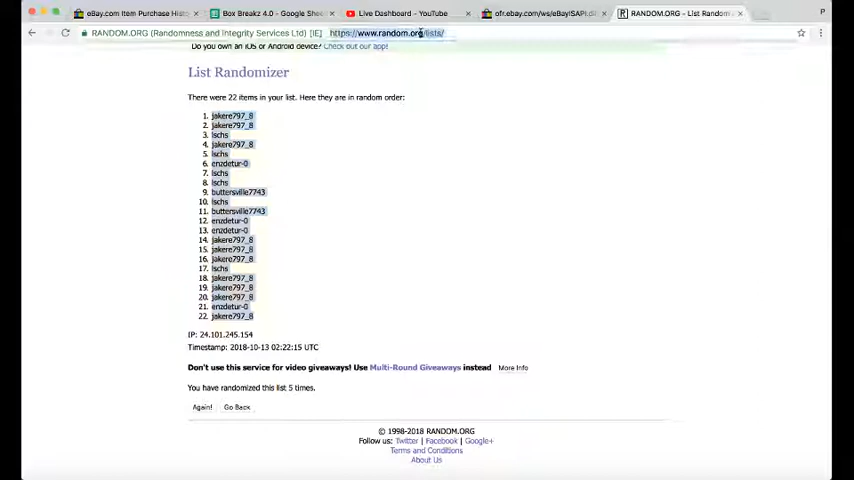 eBay.com Item Purchase Hist
Box Breakz 4.0 - Google Shee
Live Dashboard - YouTube
ofr.ebay.com/ws/eBayISAPI.dl
RANDOM.ORG - List Random
RANDOM.ORG (Randomness and Integrity Services Ltd) [IE] https://www.random.org/lists/
Do you own an iOS or Android device? Check out our app!
List Randomizer
There were 22 items in your list. Here they are in random order:
1. jakere797_8
2. jakere797_8
3. lschs
4. jakere797_8
5. lschs
6. enzdetur-0
7. lschs
8. lschs
9. buttersville7743
10. lschs
11. buttersville7743
12. enzdetur-0
13. enzdetur-0
14. jakere797_8
15. jakere797_8
16. jakere797_8
17. lschs
18. jakere797_8
19. jakere797_8
20. jakere797_8
21. enzdetur-0
22. jakere797_8
IP: 24.101.245.154
Timestamp: 2018-10-13 02:22:15 UTC
Don't use this service for video giveaways! Use Multi-Round Giveaways instead More Info
You have randomized this list 5 times.
Again! Go Back
© 1998-2018 RANDOM.ORG
Follow us: Twitter | Facebook | Google+
Terms and Conditions
About Us